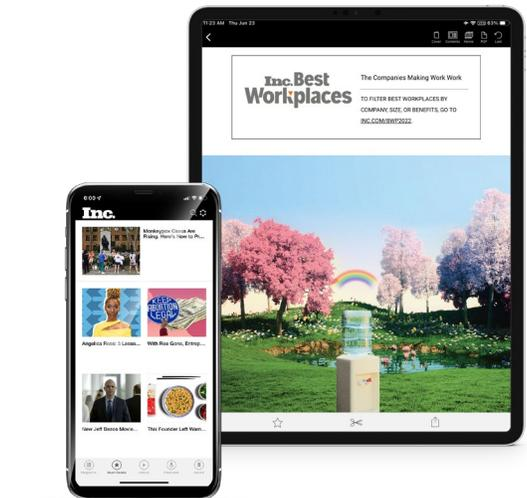 11:23 AM Thu Jun 23
63%
Cover Contents Home PDF Last
Inc. Best
Workplaces
The Companies Making Work Work
TO FILTER BEST WORKPLACES BY
COMPANY, SIZE, OR BENEFITS, GO TO
INC.COM/BWP2022.
Inc.
Monkeypox Cases Are
Rising. Here's How to Pr...
KEEP
ABORTION
LEGAL
Angelica Ross: 3 Lesso...
With Roe Gone, Entrep...
New Jeff Bezos Movie...
This Founder Left Wam...